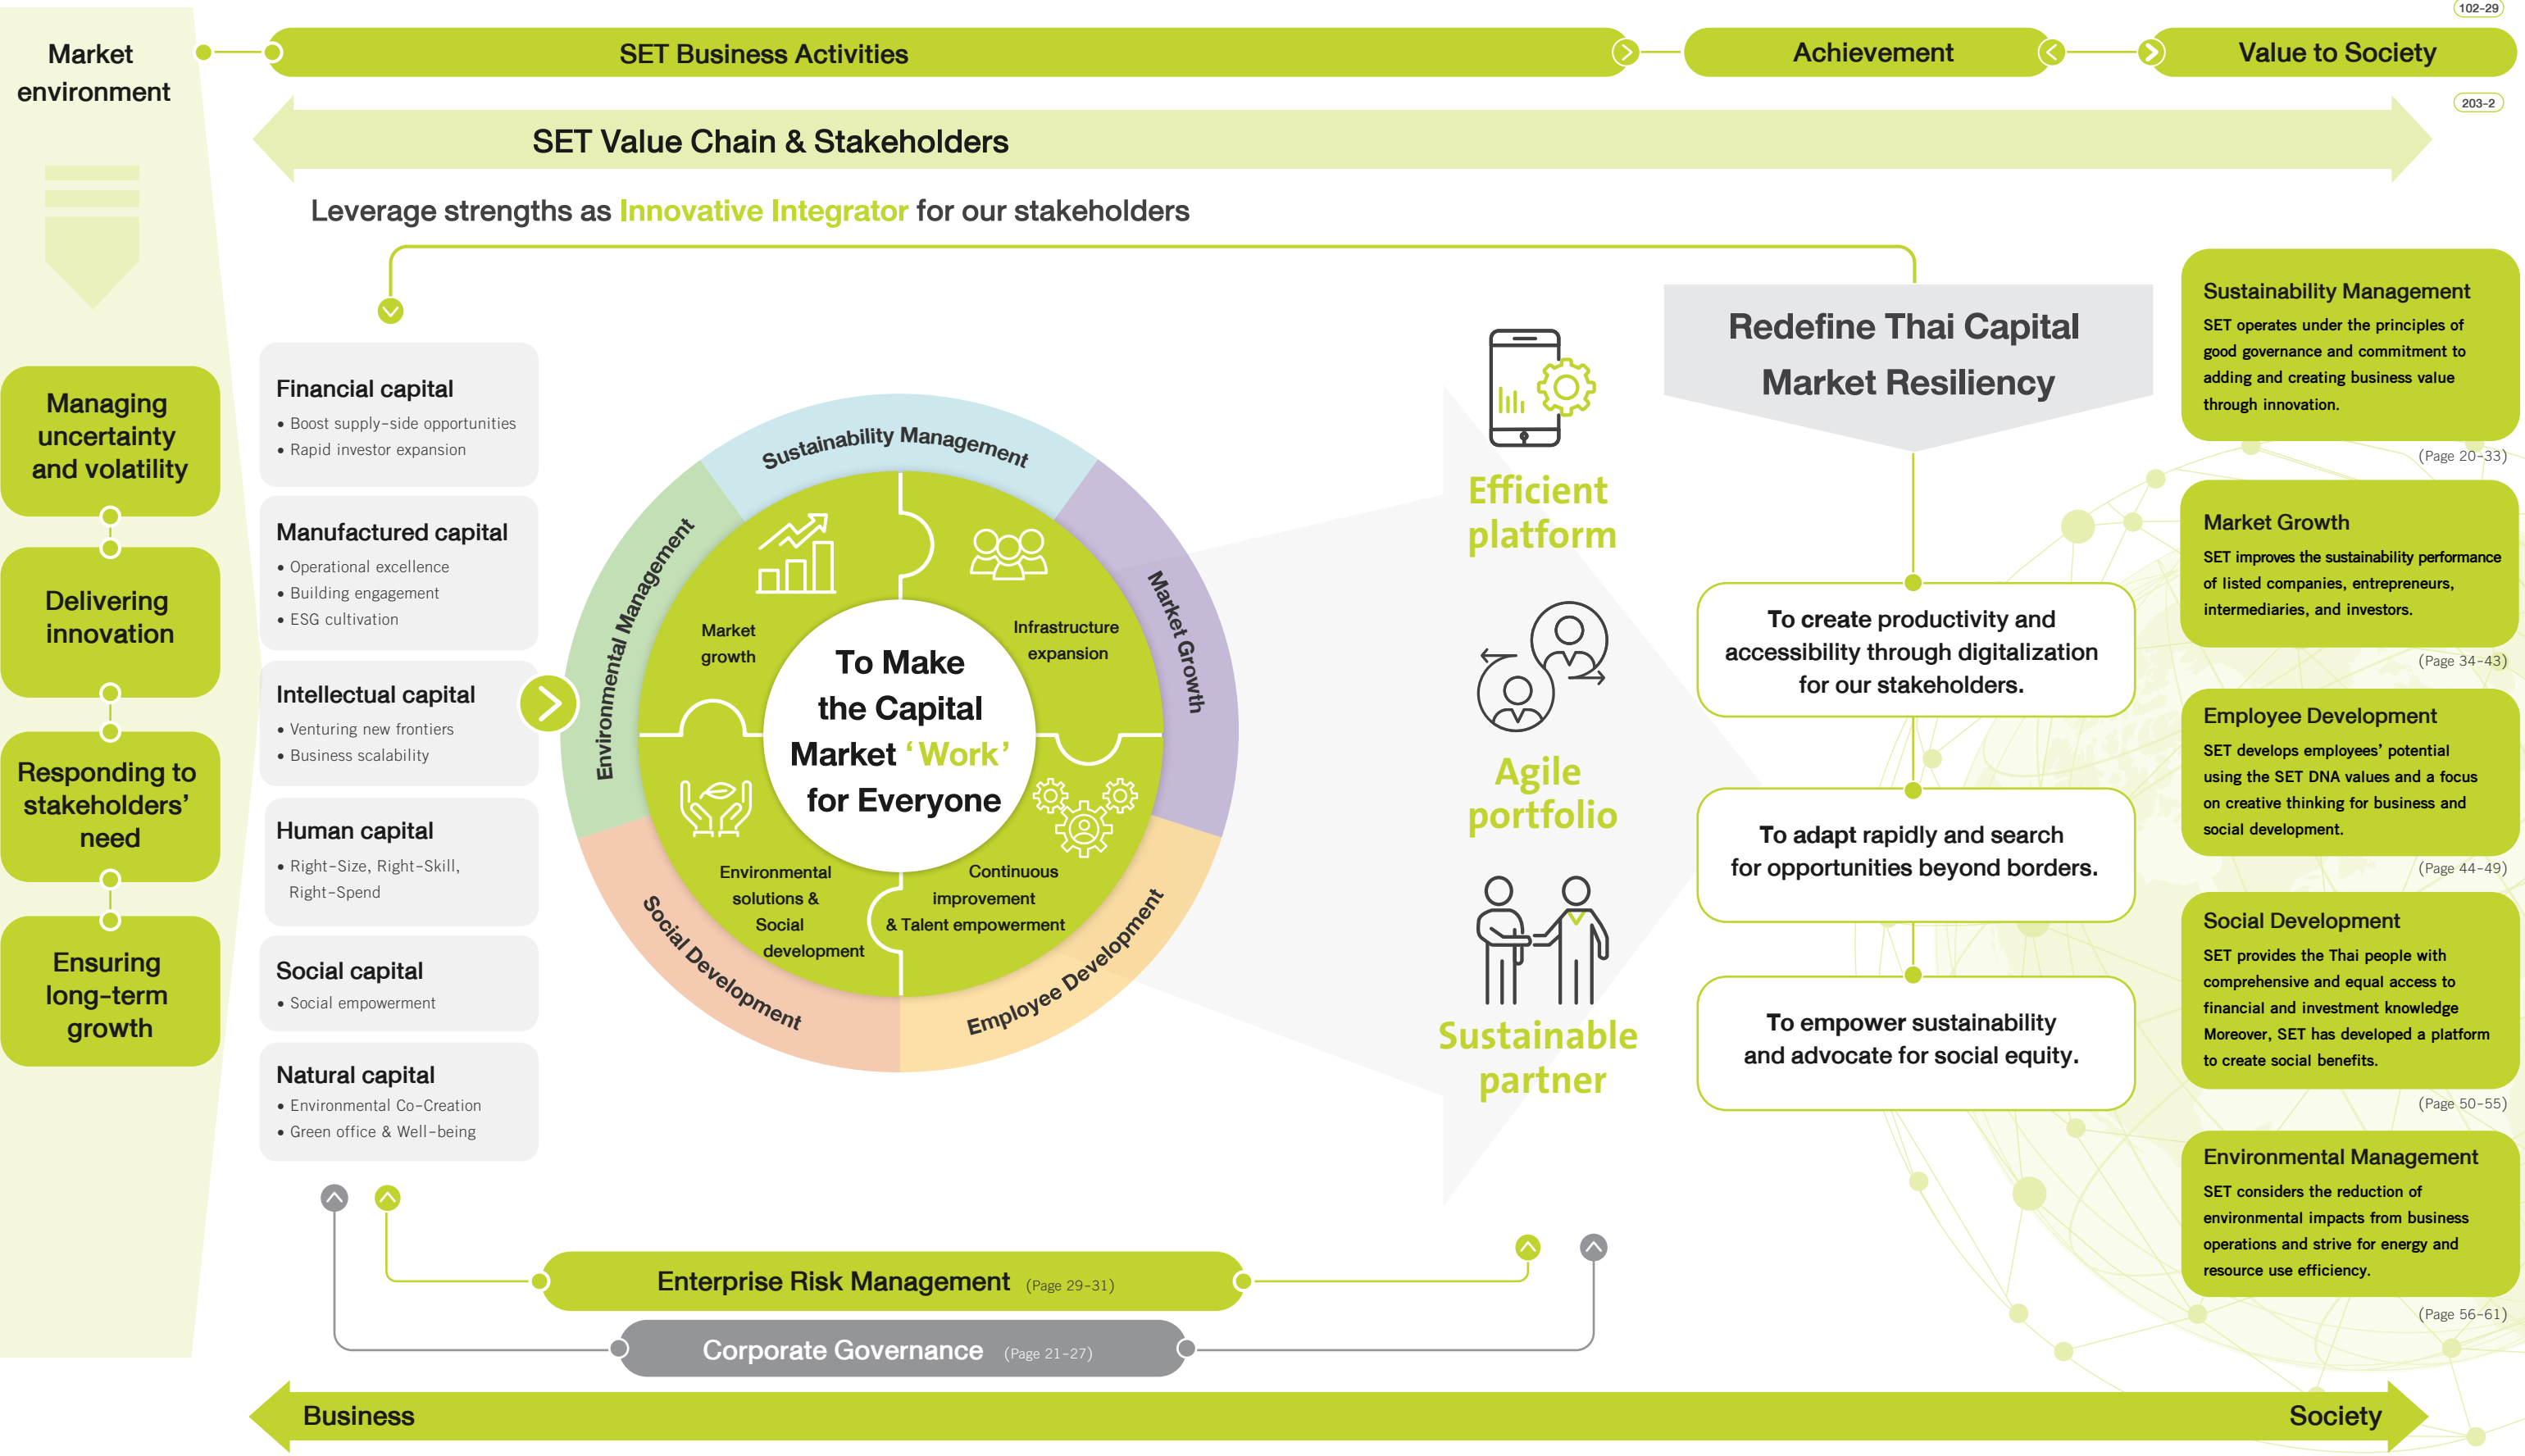 102-29
Market
environment
SET Business Activities
Achievement
Value to Society
203-2
SET Value Chain & Stakeholders
Leverage strengths as Innovative Integrator for our stakeholders
Managing
uncertainty
and volatility
Delivering
innovation
Responding to
stakeholders’
need
Ensuring
long-term
growth
Financial capital
• Boost supply-side opportunities
• Rapid investor expansion
Manufactured capital
• Operational excellence
• Building engagement
• ESG cultivation
Intellectual capital
• Venturing new frontiers
• Business scalability
Human capital
• Right-Size, Right-Skill,
Right-Spend
Social capital
• Social empowerment
Natural capital
• Environmental Co-Creation
• Green office & Well-being
Sustainability Management
Market Growth
Employee Development
Social Development
Environmental Management
Market
growth
Infrastructure
expansion
Environmental
solutions &
Social
development
Continuous
improvement
& Talent empowerment
To Make
the Capital
Market ‘Work’
for Everyone
Efficient
platform
Agile
portfolio
Sustainable
partner
Redefine Thai Capital
Market Resiliency
To create productivity and
accessibility through digitalization
for our stakeholders.
To adapt rapidly and search
for opportunities beyond borders.
To empower sustainability
and advocate for social equity.
Sustainability Management
SET operates under the principles of
good governance and commitment to
adding and creating business value
through innovation.
(Page 20-33)
Market Growth
SET improves the sustainability performance
of listed companies, entrepreneurs,
intermediaries, and investors.
(Page 34-43)
Employee Development
SET develops employees’ potential
using the SET DNA values and a focus
on creative thinking for business and
social development.
(Page 44-49)
Social Development
SET provides the Thai people with
comprehensive and equal access to
financial and investment knowledge
Moreover, SET has developed a platform
to create social benefits.
(Page 50-55)
Environmental Management
SET considers the reduction of
environmental impacts from business
operations and strive for energy and
resource use efficiency.
(Page 56-61)
Enterprise Risk Management (Page 29-31)
Corporate Governance (Page 21-27)
Business
Society